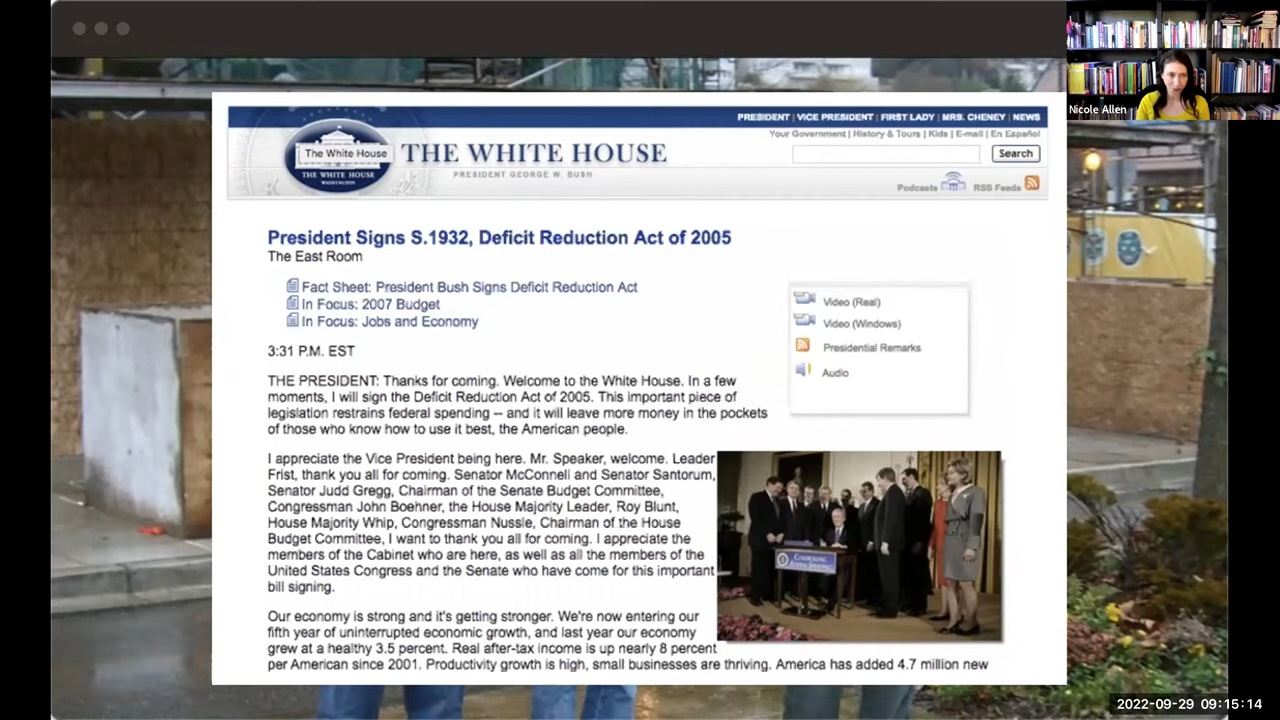 Nicole Allen
PRESIDENT | VICE PRESIDENT | FIRST LADY | MRS. CHENEY | NEWS
Your Government | History & Tours | Kids | E-mail | En Español
The White House
THE WHITE HOUSE
WASHINGTON
THE WHITE HOUSE
PRESIDENT GEORGE W. BUSH
Search
Podcasts
RSS Feeds
President Signs S.1932, Deficit Reduction Act of 2005
The East Room
Fact Sheet: President Bush Signs Deficit Reduction Act
In Focus: 2007 Budget
In Focus: Jobs and Economy
Video (Real)
Video (Windows)
Presidential Remarks
Audio
3:31 P.M. EST
THE PRESIDENT: Thanks for coming. Welcome to the White House. In a few
moments, I will sign the Deficit Reduction Act of 2005. This important piece of
legislation restrains federal spending -- and it will leave more money in the pockets
of those who know how to use it best, the American people.
I appreciate the Vice President being here. Mr. Speaker, welcome. Leader
Frist, thank you all for coming. Senator McConnell and Senator Santorum,
Senator Judd Gregg, Chairman of the Senate Budget Committee,
Congressman John Boehner, the House Majority Leader, Roy Blunt,
House Majority Whip, Congressman Nussle, Chairman of the House
Budget Committee, I want to thank you all for coming. I appreciate the
members of the Cabinet who are here, as well as all the members of the
United States Congress and the Senate who have come for this important
bill signing.
Our economy is strong and it's getting stronger. We're now entering our
fifth year of uninterrupted economic growth, and last year our economy
grew at a healthy 3.5 percent. Real after-tax income is up nearly 8 percent
per American since 2001. Productivity growth is high, small businesses are thriving. America has added 4.7 million new
2022-09-29 09:15:14